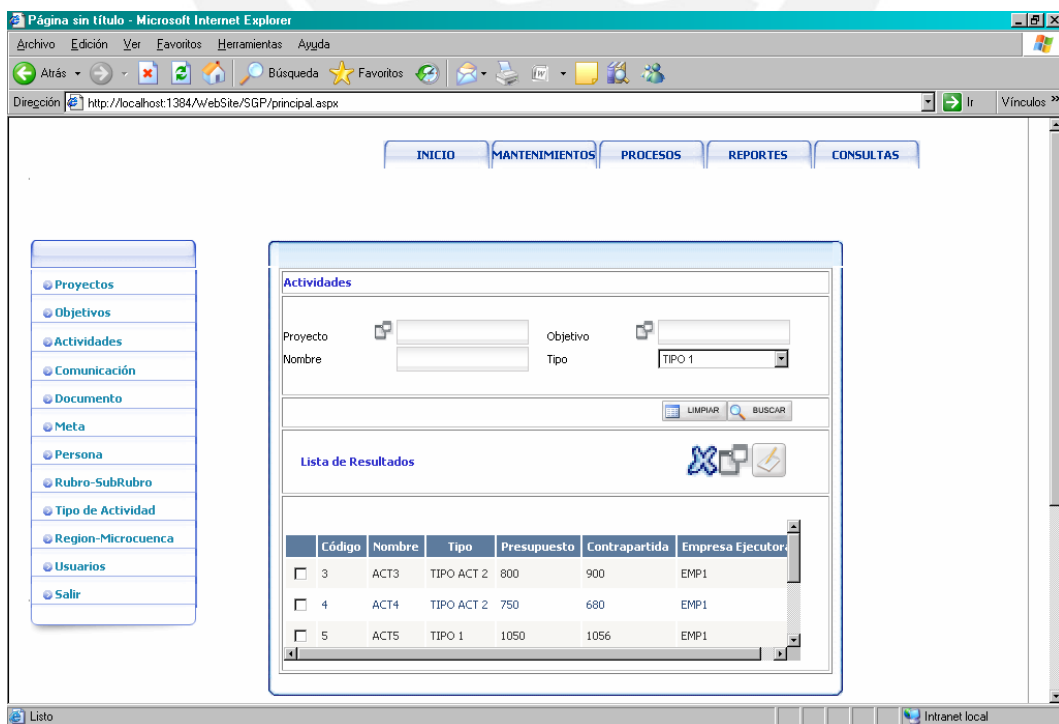 Página sin título - Microsoft Internet Explorer
Archivo Edición Ver Favoritos Herramientas Ayuda
Atrás Búsqueda Favoritos
Dirección http://localhost:1384/WebSite/SGP/principal.aspx Ir Vínculos »
INICIO MANTENIMIENTOS PROCESOS REPORTES CONSULTAS
Proyectos
Objetivos
Actividades
Comunicación
Documento
Meta
Persona
Rubro-SubRubro
Tipo de Actividad
Region-Microcuenca
Usuarios
Salir
Actividades
Proyecto Objetivo
Nombre Tipo TIPO 1
LIMPIAR BUSCAR
Lista de Resultados
Código Nombre Tipo Presupuesto Contrapartida Empresa Ejecutora
3 ACT3 TIPO ACT 2 800 900 EMP1
4 ACT4 TIPO ACT 2 750 680 EMP1
5 ACT5 TIPO 1 1050 1056 EMP1
Listo Intranet local